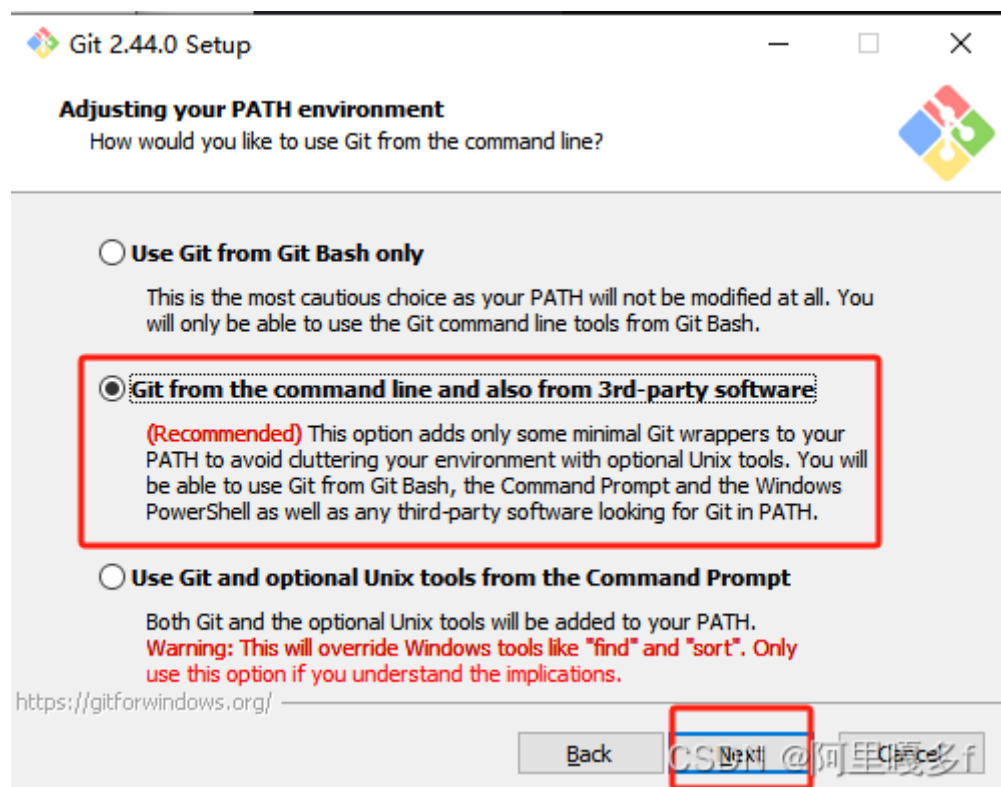 Git 2.44.0 Setup
Adjusting your PATH environment
How would you like to use Git from the command line?
Use Git from Git Bash only
This is the most cautious choice as your PATH will not be modified at all. You
will only be able to use the Git command line tools from Git Bash.
Git from the command line and also from 3rd-party software
(Recommended) This option adds only some minimal Git wrappers to your
PATH to avoid cluttering your environment with optional Unix tools. You will
be able to use Git from Git Bash, the Command Prompt and the Windows
PowerShell as well as any third-party software looking for Git in PATH.
Use Git and optional Unix tools from the Command Prompt
Both Git and the optional Unix tools will be added to your PATH.
Warning: This will override Windows tools like "find" and "sort". Only
use this option if you understand the implications.
https://gitforwindows.org/
Back Next Cancel
CSDN @阿里嘎多f